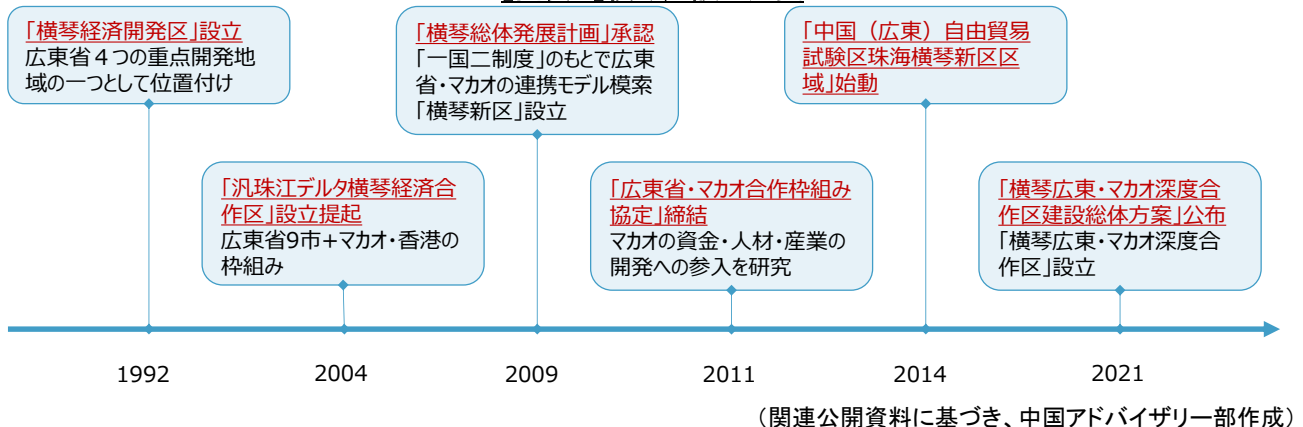 「横琴経済開発区」設立
広東省４つの重点開発地
域の一つとして位置付け
「横琴総体発展計画」承認
「一国二制度」のもとで広東
省・マカオの連携モデル模索
「横琴新区」設立
「中国（広東）自由貿易
試験区珠海横琴新区区
域」始動
「汎珠江デルタ横琴経済合
作区」設立提起
広東省9市+マカオ・香港の
枠組み
「広東省・マカオ合作枠組み
協定」締結
マカオの資金・人材・産業の
開発への参入を研究
「横琴広東・マカオ深度合
作区建設総体方案」公布
「横琴広東・マカオ深度合
作区」設立
1992
2004
2009
2011
2014
2021
（関連公開資料に基づき、中国アドバイザリー部作成）